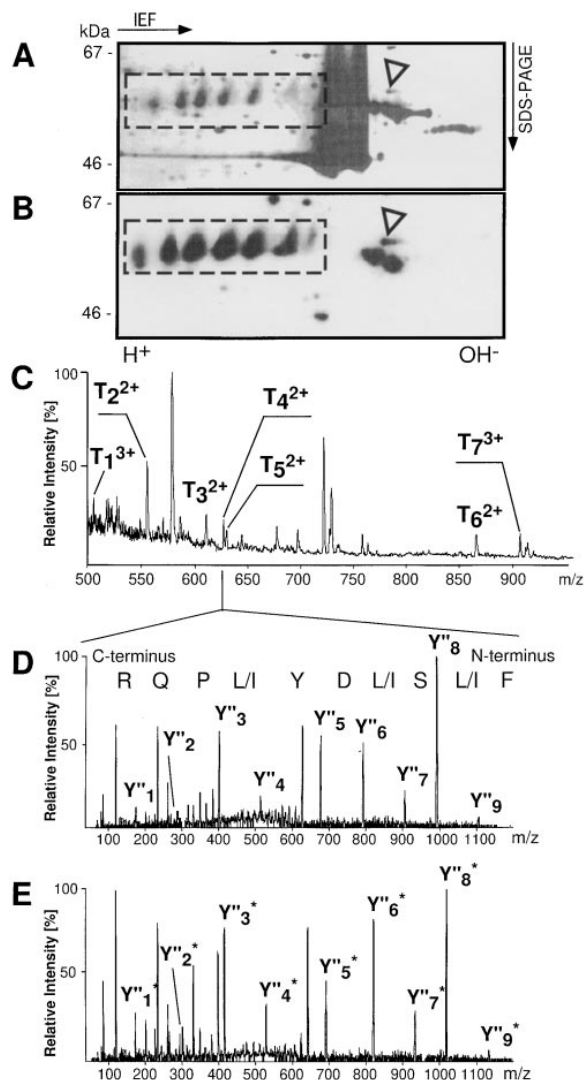 IEF
kDa
A
67 -
46 -
SDS-PAGE
B
67 -
46 -
H+ OH-
C
Relative Intensity [%]
100
50
T1 3+
T2 2+
T3 2+
T4 2+
T5 2+
T6 2+
T7 3+
500 550 600 650 700 750 800 850 900 m/z
D
Relative Intensity [%]
100
50
C-terminus N-terminus
R Q P L/I Y D L/I S L/I F
Y"1
Y"2
Y"3
Y"4
Y"5
Y"6
Y"7
Y"8
Y"9
100 200 300 400 500 600 700 800 900 1000 1100 m/z
E
Relative Intensity [%]
100
50
Y"1*
Y"2*
Y"3*
Y"4*
Y"5*
Y"6*
Y"7*
Y"8*
Y"9*
100 200 300 400 500 600 700 800 900 1000 1100 m/z